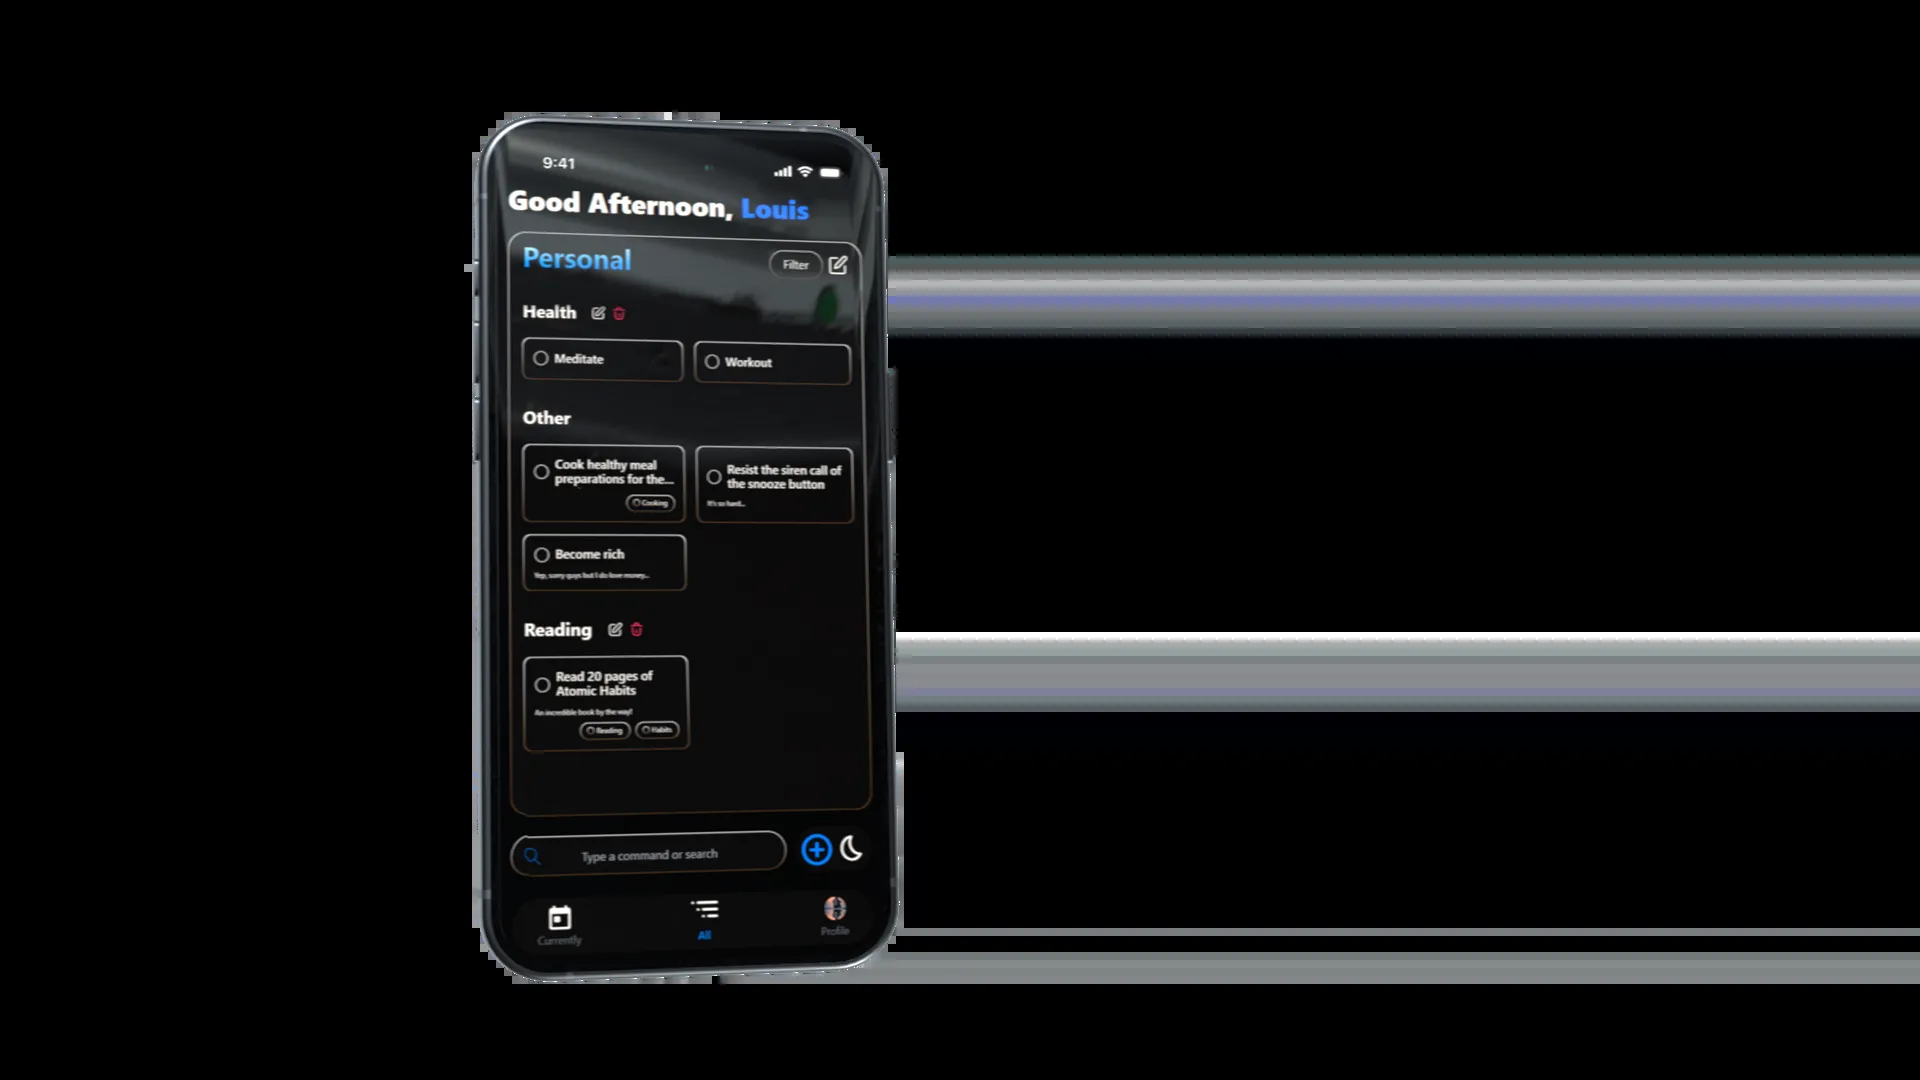 9:41
Good Afternoon, Louis
Personal
Filter
Health
Meditate
Workout
Other
Cook healthy meal
preparations for the...
Cooking
Resist the siren call of
the snooze button
It's so hard...
Become rich
Yep, sorry guys but I do love money...
Reading
Read 20 pages of
Atomic Habits
An incredible book by the way!
Reading
Habits
Type a command or search
Currently
All
Profile